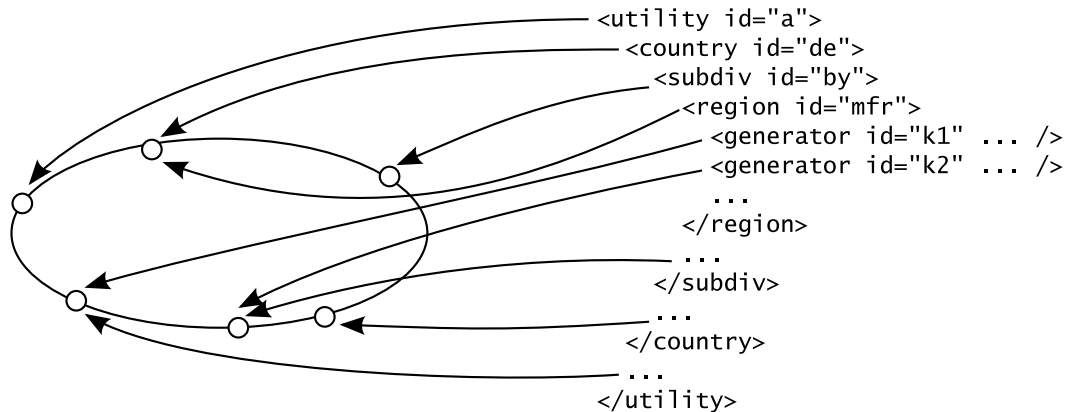 <utility id="a">
<country id="de">
<subdiv id="by">
<region id="mfr">
<generator id="k1" ... />
<generator id="k2" ... />
...
</region>
...
</subdiv>
...
</country>
...
</utility>